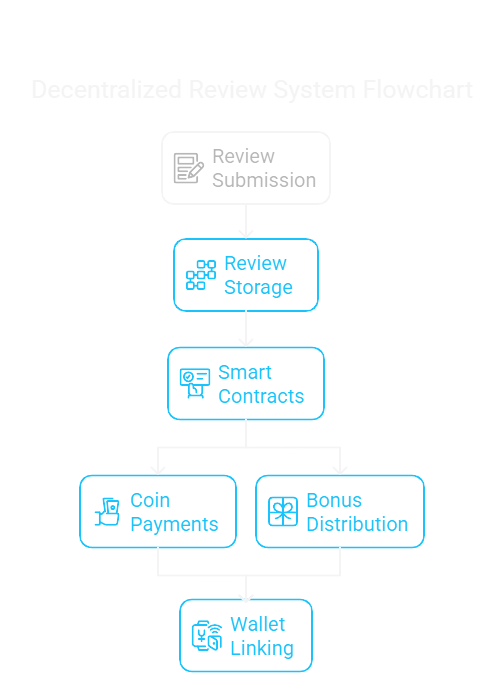 Decentralized Review System Flowchart
Review
Submission
Review
Storage
Smart
Contracts
Coin
Payments
Bonus
Distribution
Wallet
Linking